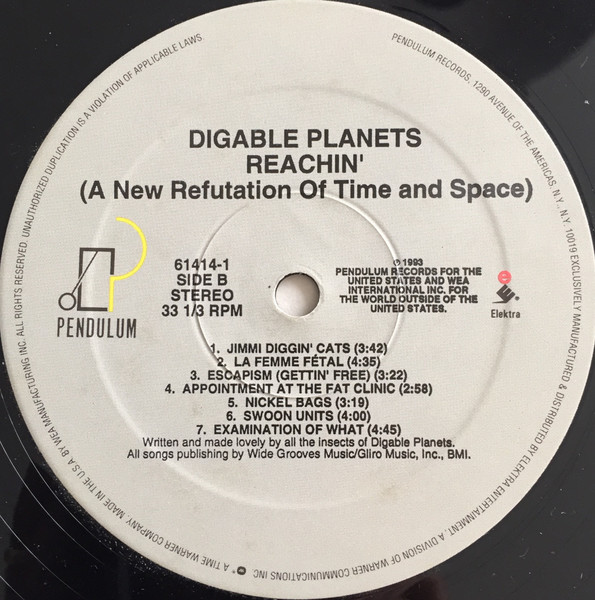 DIGABLE PLANETS
REACHIN'
(A New Refutation Of Time and Space)
PENDULUM
61414-1
SIDE B
STEREO
33 1/3 RPM
℗ 1993
PENDULUM RECORDS FOR THE
UNITED STATES AND WEA
INTERNATIONAL INC. FOR
THE WORLD OUTSIDE OF THE
UNITED STATES.
Elektra
1. JIMMI DIGGIN' CATS (3:42)
2. LA FEMME FÉTAL (4:35)
3. ESCAPISM (GETTIN' FREE) (3:22)
4. APPOINTMENT AT THE FAT CLINIC (2:58)
5. NICKEL BAGS (3:19)
6. SWOON UNITS (4:00)
7. EXAMINATION OF WHAT (4:45)
Written and made lovely by all the insects of Digable Planets.
All songs publishing by Wide Grooves Music/Gliro Music, Inc., BMI.
PENDULUM RECORDS, 1290 AVENUE OF THE AMERICAS, N.Y., N.Y. 10019 EXCLUSIVELY MANUFACTURED & DISTRIBUTED BY ELEKTRA ENTERTAINMENT, A DIVISION OF WARNER COMMUNICATIONS INC. A TIME WARNER COMPANY. MADE IN THE U.S.A. BY WEA MANUFACTURING INC. ALL RIGHTS RESERVED. UNAUTHORIZED DUPLICATION IS A VIOLATION OF APPLICABLE LAWS.